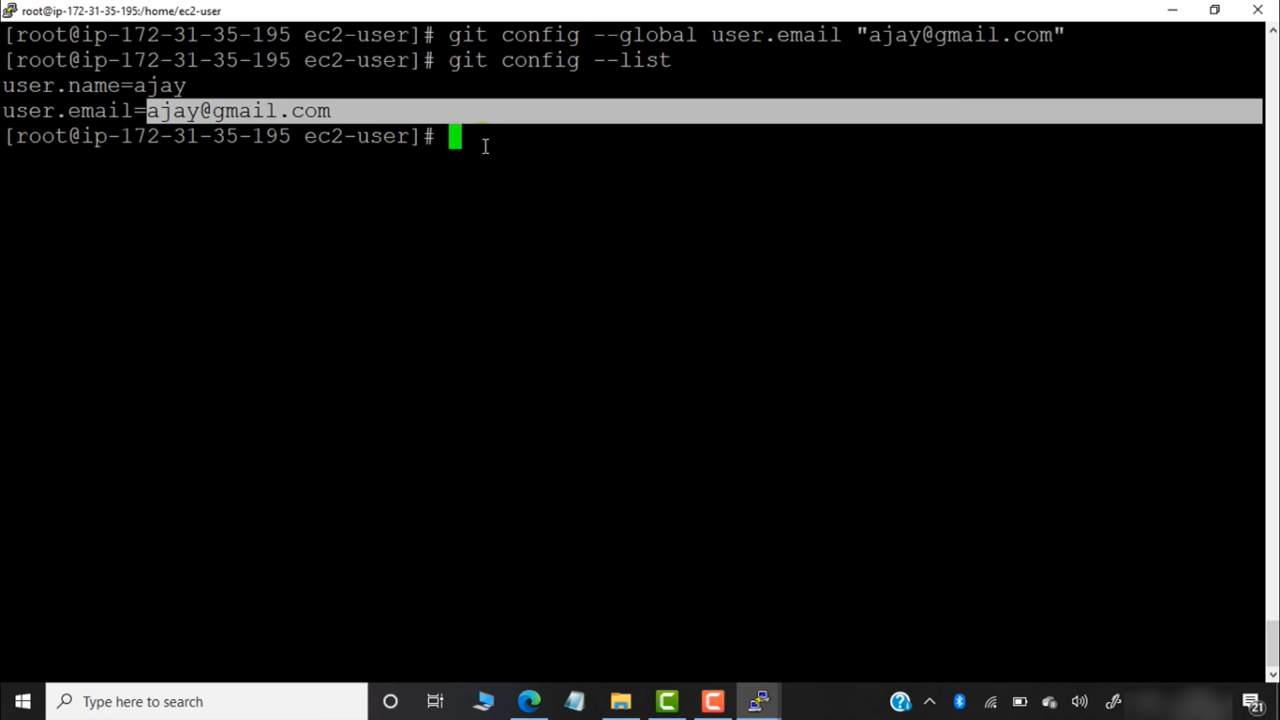 root@ip-172-31-35-195:/home/ec2-user
[root@ip-172-31-35-195 ec2-user]# git config --global user.email "ajay@gmail.com"
[root@ip-172-31-35-195 ec2-user]# git config --list
user.name=ajay
user.email=ajay@gmail.com
[root@ip-172-31-35-195 ec2-user]#
Type here to search
21